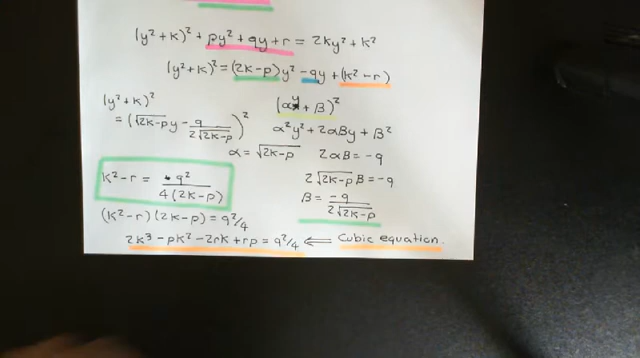 (y²+k)² + py²+qy+r = 2ky²+k²
(y²+k)² = (2k-p)y² - qy + (k²-r)
(y²+k)²
= (√2k-p y - q/2√2k-p)²
(αy + β)²
α²y² + 2αβy + β²
α = √2k-p 2αβ = -q
2√2k-p β = -q
β = -q/2√2k-p
k²-r = q²/4(2k-p)
(k²-r)(2k-p) = q²/4
2k³ - pk² - 2rk + rp = q²/4 ⇐ Cubic equation.